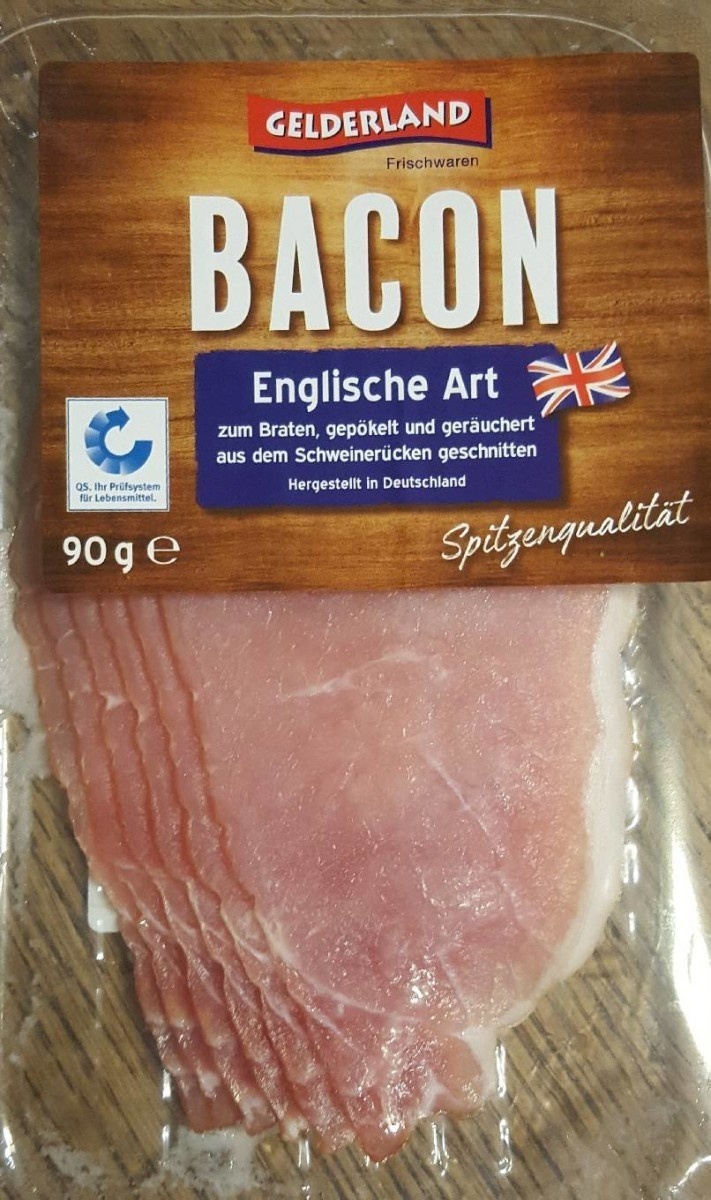 GELDERLAND
Frischwaren
BACON
Englische Art
zum Braten, gepökelt und geräuchert
aus dem Schweinerücken geschnitten
Hergestellt in Deutschland
QS. Ihr Prüfsystem
für Lebensmittel.
90 g e
Spitzenqualität